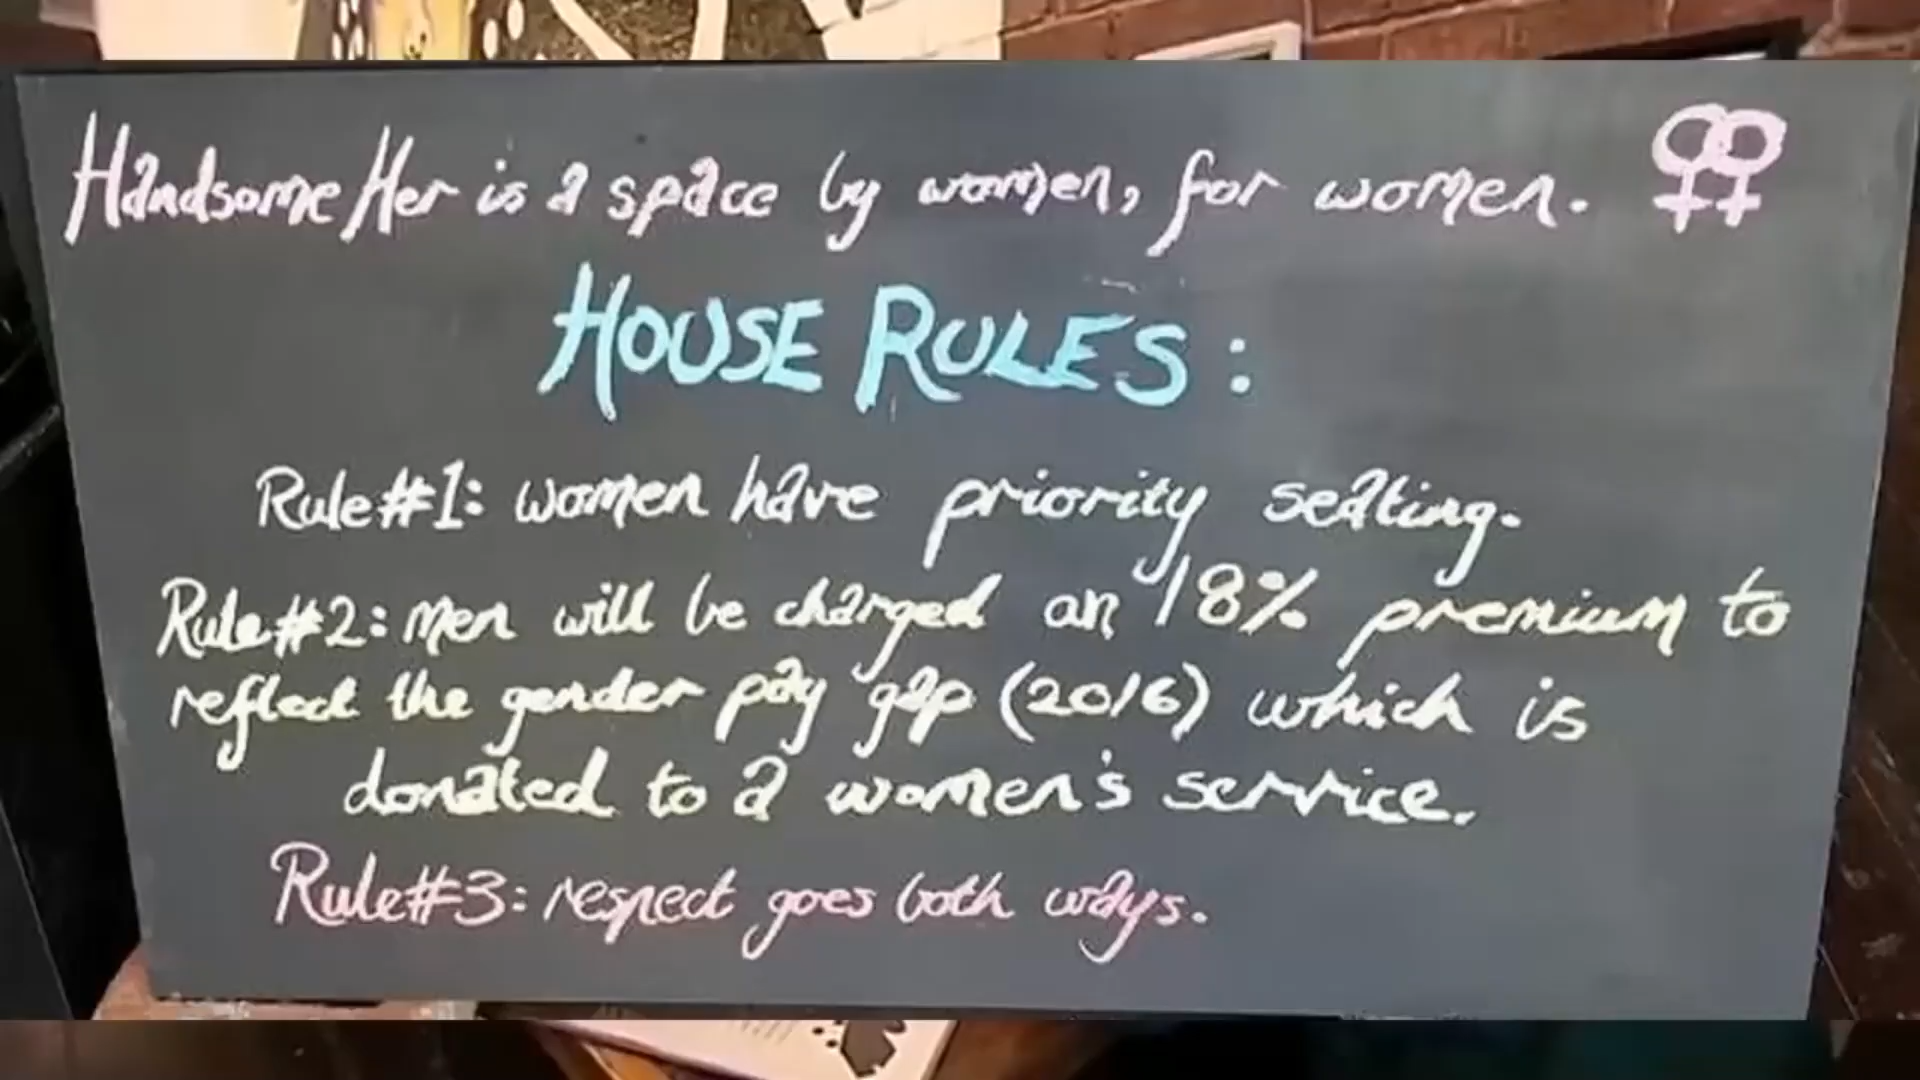 Handsome Her is a space by women, for women.
HOUSE RULES:
Rule#1: women have priority seating.
Rule#2: men will be charged an 18% premium to
reflect the gender pay gap (2016) which is
donated to a women's service.
Rule#3: respect goes both ways.